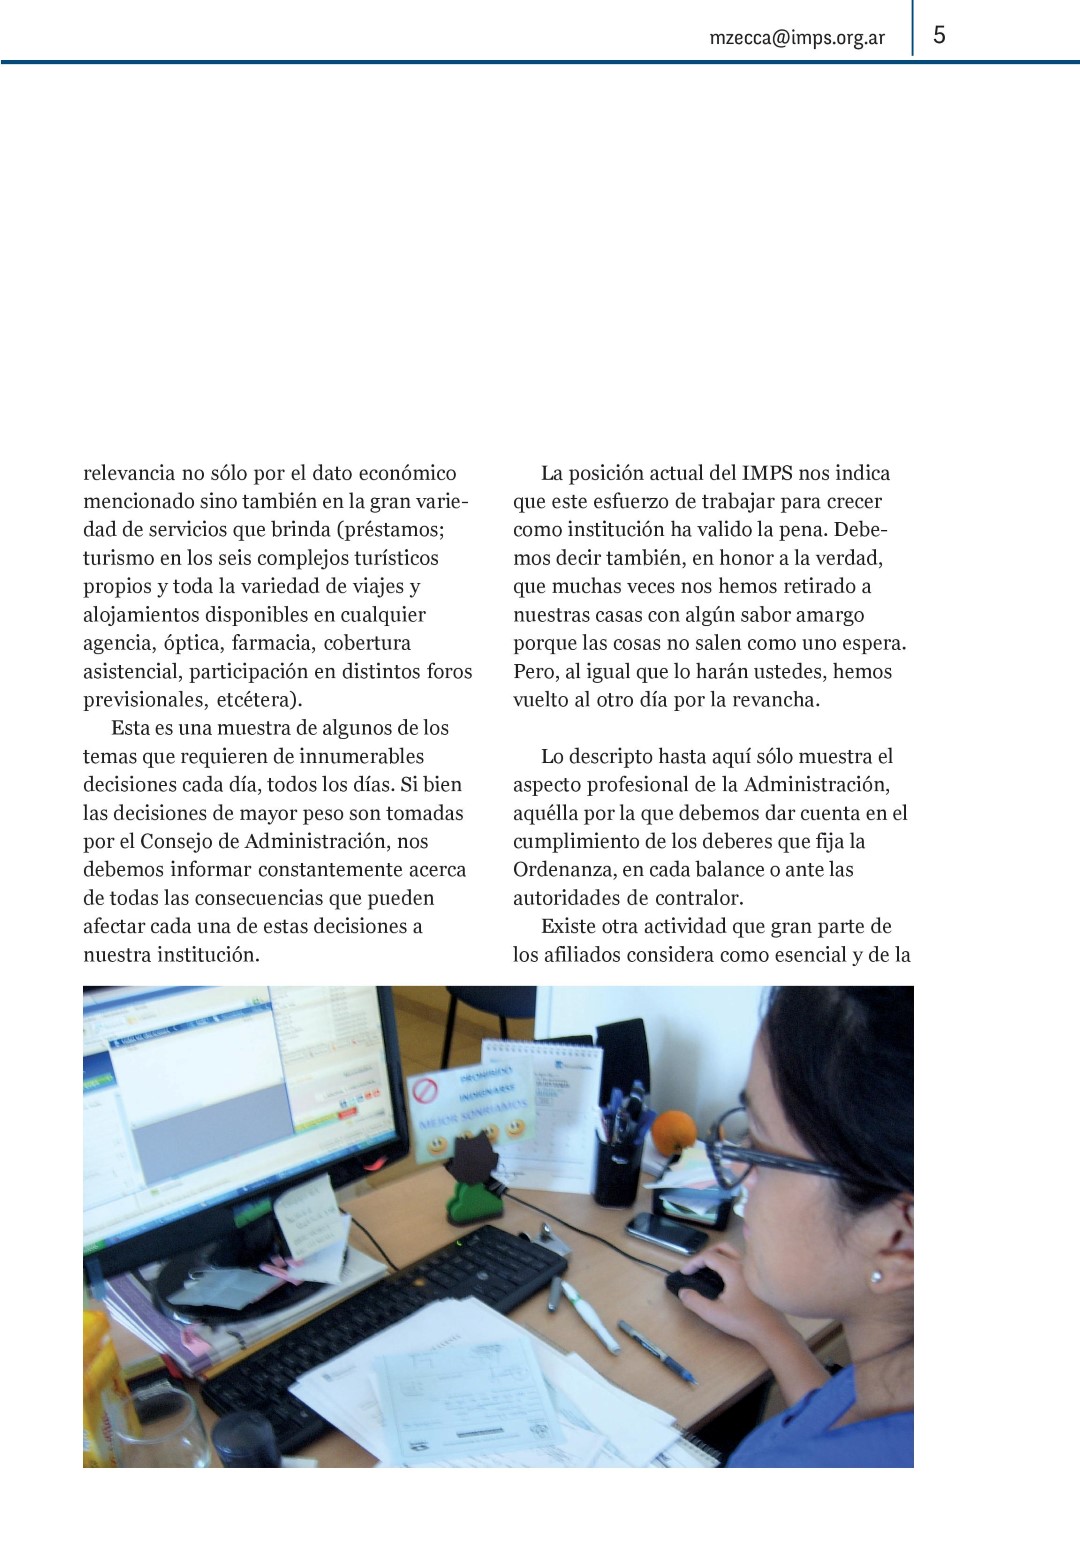 mzecca@imps.org.ar
5
relevancia no sólo por el dato económico
mencionado sino también en la gran varie-
dad de servicios que brinda (préstamos;
turismo en los seis complejos turísticos
propios y toda la variedad de viajes y
alojamientos disponibles en cualquier
agencia, óptica, farmacia, cobertura
asistencial, participación en distintos foros
previsionales, etcétera).
Esta es una muestra de algunos de los
temas que requieren de innumerables
decisiones cada día, todos los días. Si bien
las decisiones de mayor peso son tomadas
por el Consejo de Administración, nos
debemos informar constantemente acerca
de todas las consecuencias que pueden
afectar cada una de estas decisiones a
nuestra institución.
La posición actual del IMPS nos indica
que este esfuerzo de trabajar para crecer
como institución ha valido la pena. Debe-
mos decir también, en honor a la verdad,
que muchas veces nos hemos retirado a
nuestras casas con algún sabor amargo
porque las cosas no salen como uno espera.
Pero, al igual que lo harán ustedes, hemos
vuelto al otro día por la revancha.
Lo descripto hasta aquí sólo muestra el
aspecto profesional de la Administración,
aquélla por la que debemos dar cuenta en el
cumplimiento de los deberes que fija la
Ordenanza, en cada balance o ante las
autoridades de contralor.
Existe otra actividad que gran parte de
los afiliados considera como esencial y de la
PROHIBIDO
INDIGNARSE
MEJOR SONRIAMOS